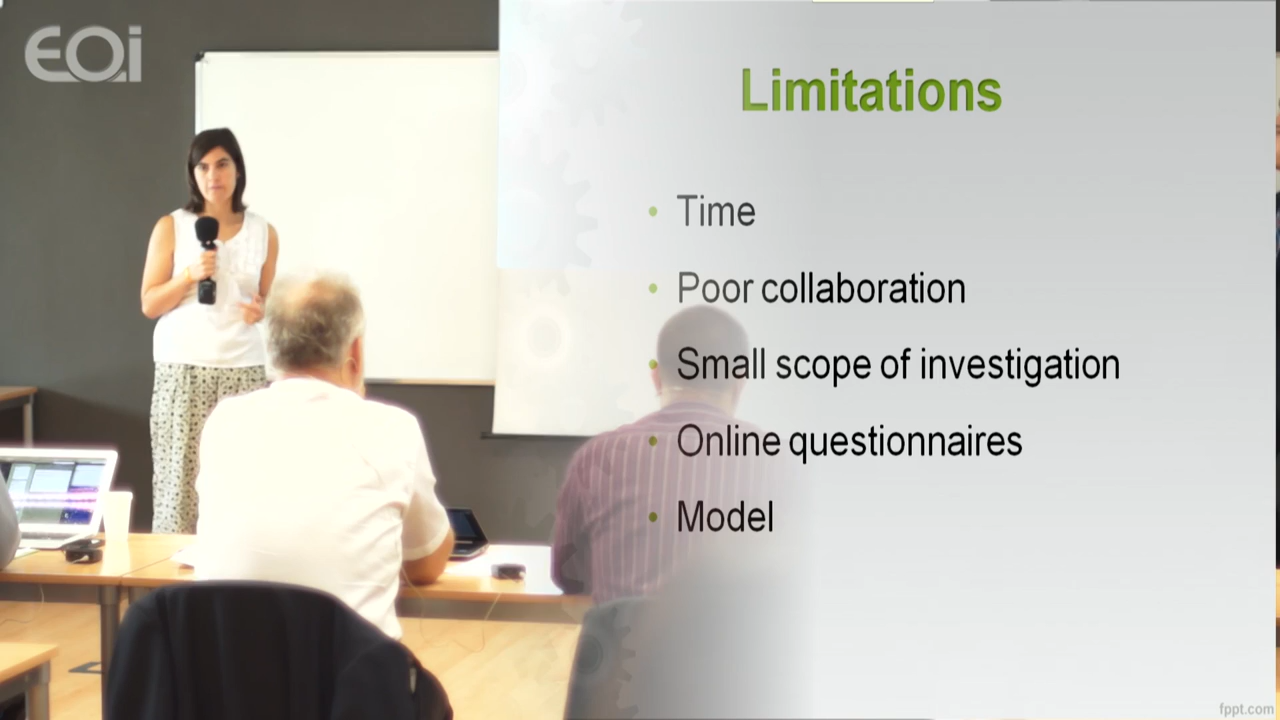 EOi
Limitations
• Time
• Poor collaboration
• Small scope of investigation
• Online questionnaires
• Model
fppt.com